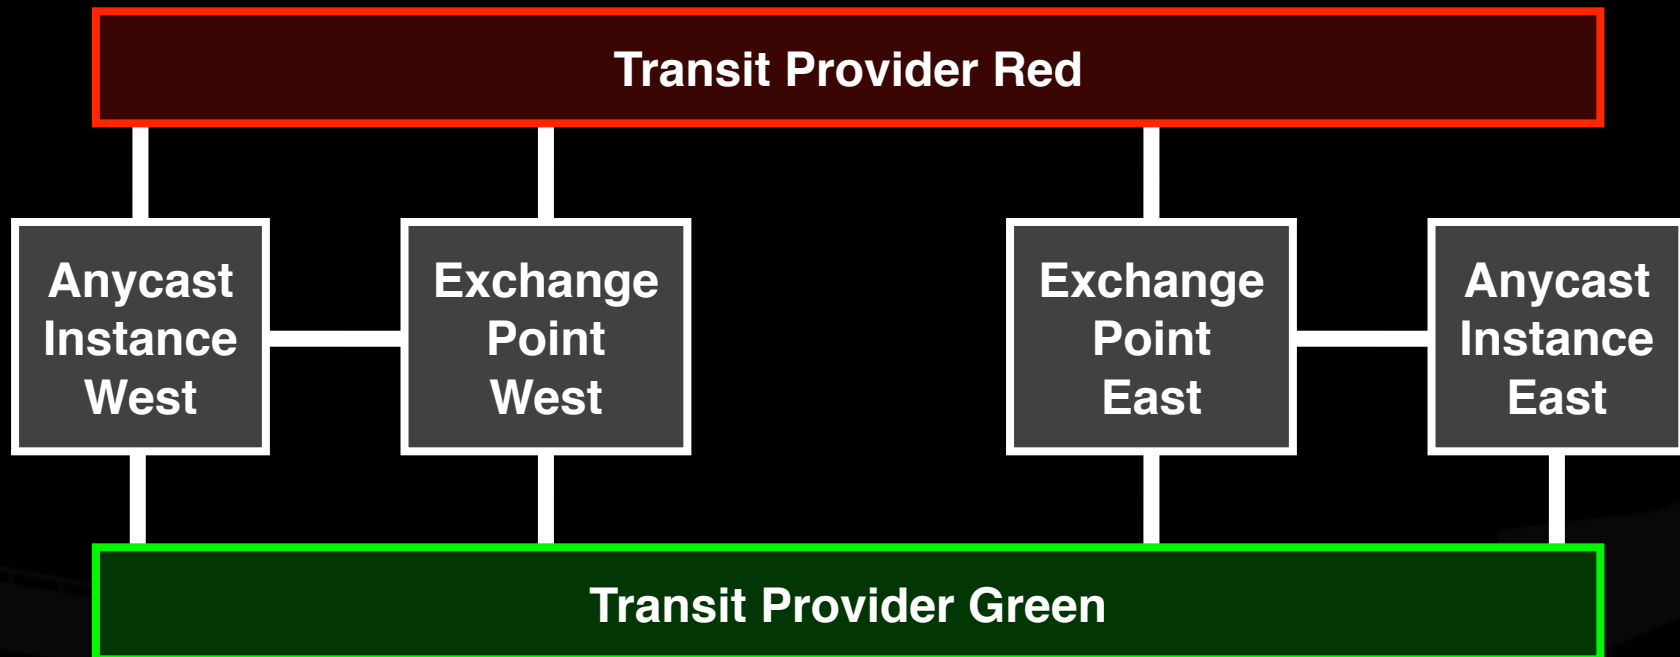 Transit Provider Red
Anycast
Instance
West
Exchange
Point
West
Exchange
Point
East
Anycast
Instance
East
Transit Provider Green